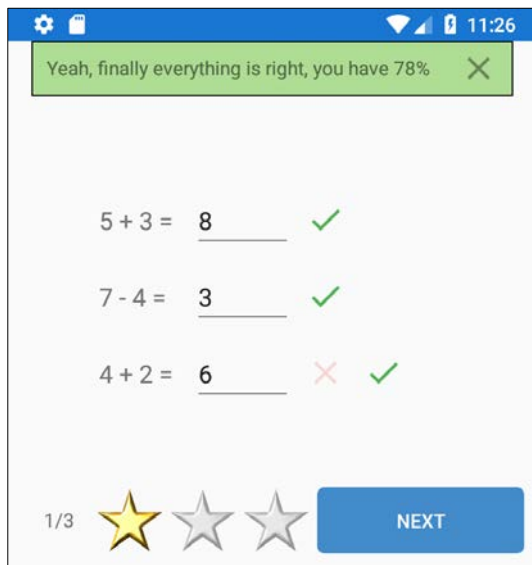 11:26
Yeah, finally everything is right, you have 78%
5 + 3 = 8
7 - 4 = 3
4 + 2 = 6
1/3 NEXT